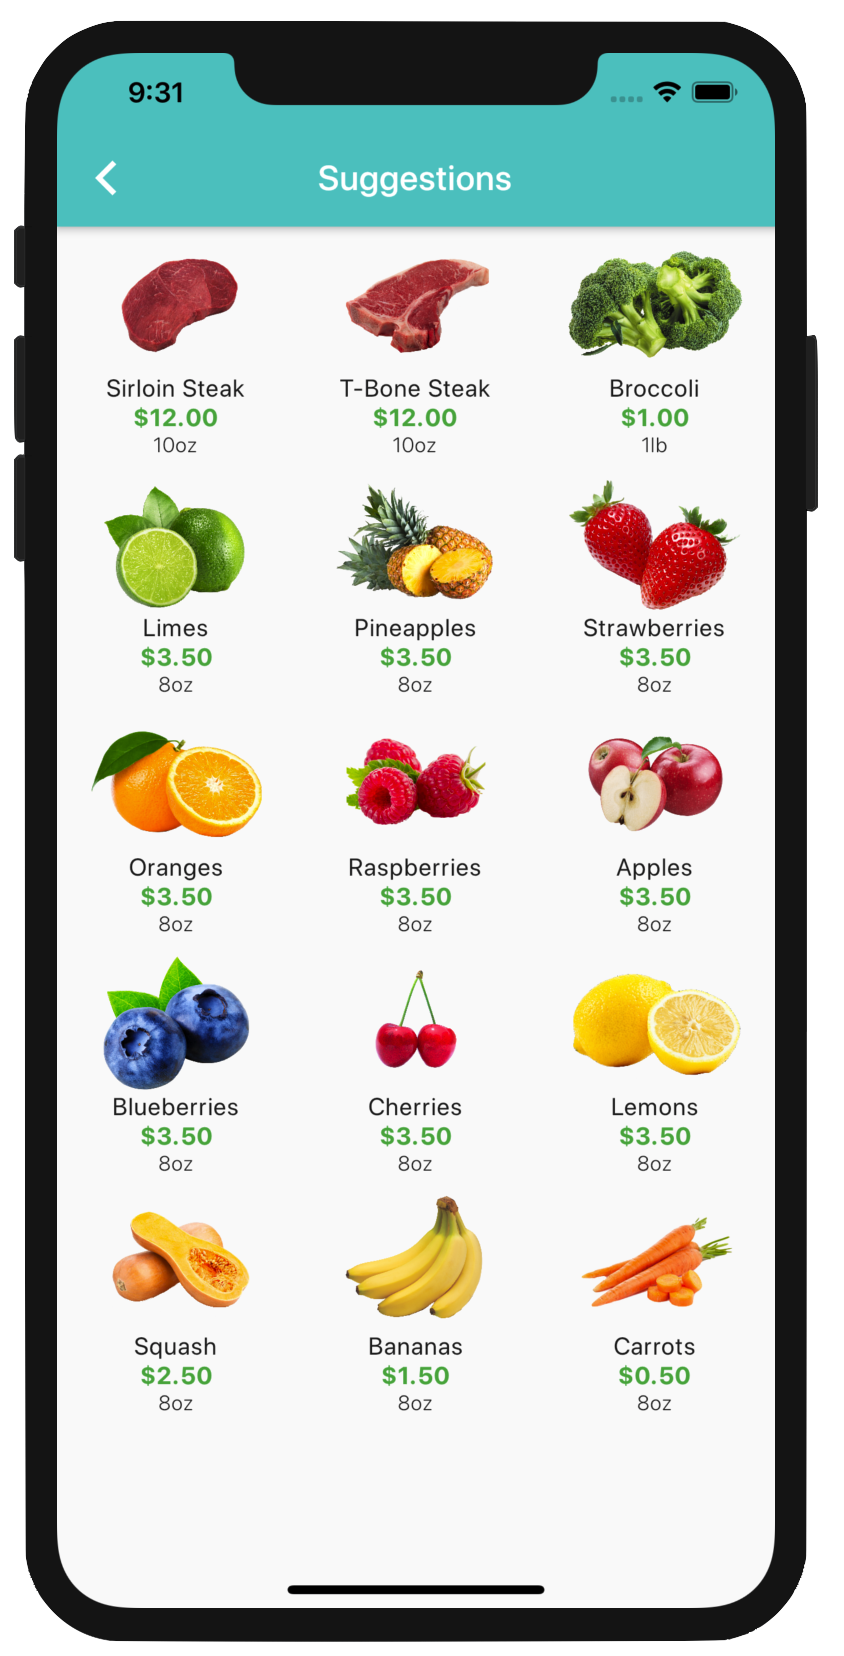 9:31
Suggestions
Sirloin Steak
$12.00
10oz
T-Bone Steak
$12.00
10oz
Broccoli
$1.00
1lb
Limes
$3.50
8oz
Pineapples
$3.50
8oz
Strawberries
$3.50
8oz
Oranges
$3.50
8oz
Raspberries
$3.50
8oz
Apples
$3.50
8oz
Blueberries
$3.50
8oz
Cherries
$3.50
8oz
Lemons
$3.50
8oz
Squash
$2.50
8oz
Bananas
$1.50
8oz
Carrots
$0.50
8oz